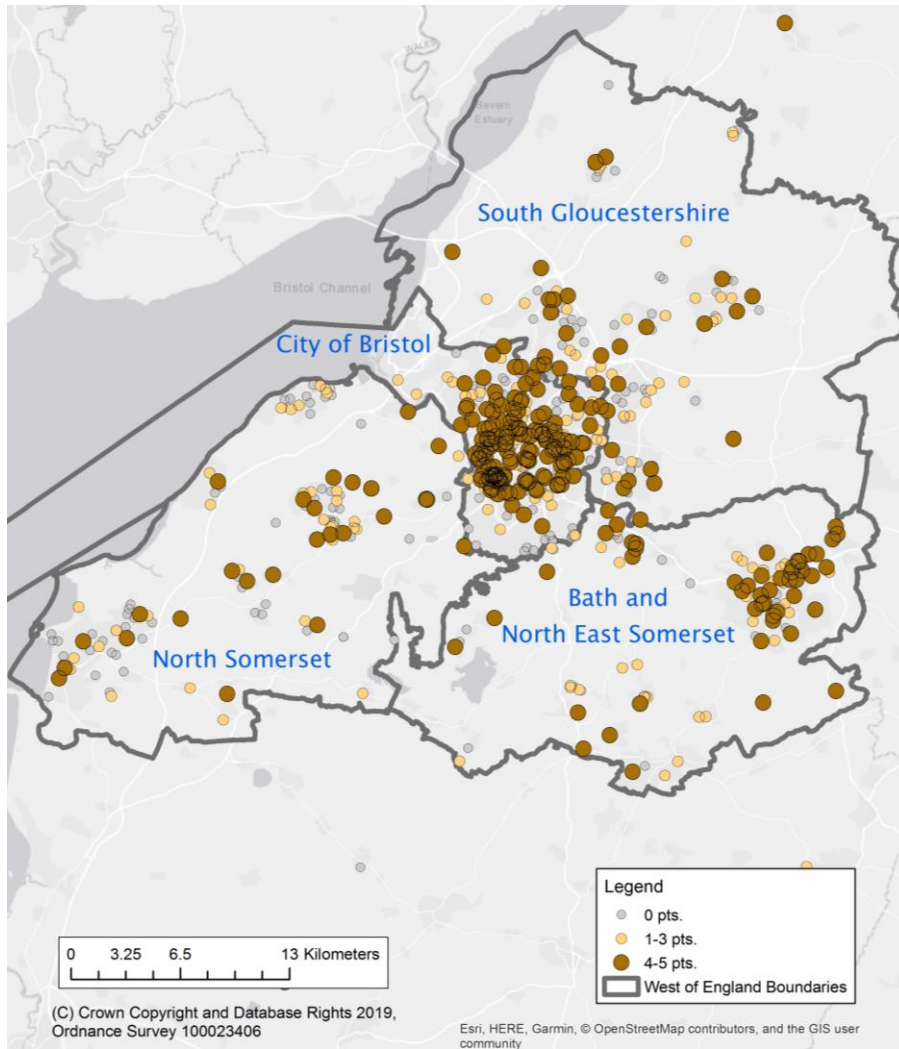 WALES
Severn
Estuary
South Gloucestershire
Bristol Channel
City of Bristol
Bath and
North East Somerset
North Somerset
Legend
0 pts.
1-3 pts.
4-5 pts.
West of England Boundaries
0 3.25 6.5 13 Kilometers
(C) Crown Copyright and Database Rights 2019,
Ordnance Survey 100023406
Esri, HERE, Garmin, © OpenStreetMap contributors, and the GIS user
community